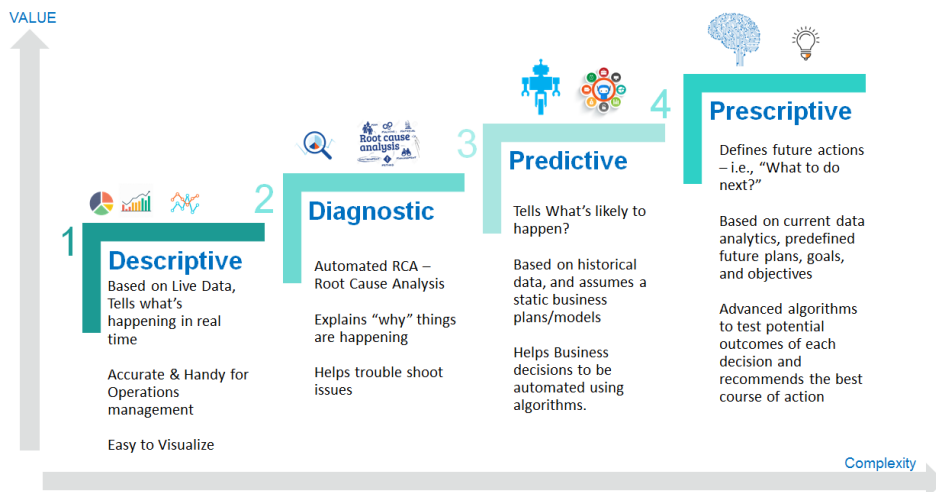 VALUE
1
Descriptive
Based on Live Data,
Tells what's
happening in real
time
Accurate & Handy for
Operations
management
Easy to Visualize
2
Root cause
analysis
Diagnostic
Automated RCA –
Root Cause Analysis
Explains “why” things
are happening
Helps trouble shoot
issues
3
Predictive
Tells What's likely to
happen?
Based on historical
data, and assumes a
static business
plans/models
Helps Business
decisions to be
automated using
algorithms.
4
Prescriptive
Defines future actions
– i.e., “What to do
next?”
Based on current data
analytics, predefined
future plans, goals,
and objectives
Advanced algorithms
to test potential
outcomes of each
decision and
recommends the best
course of action
Complexity